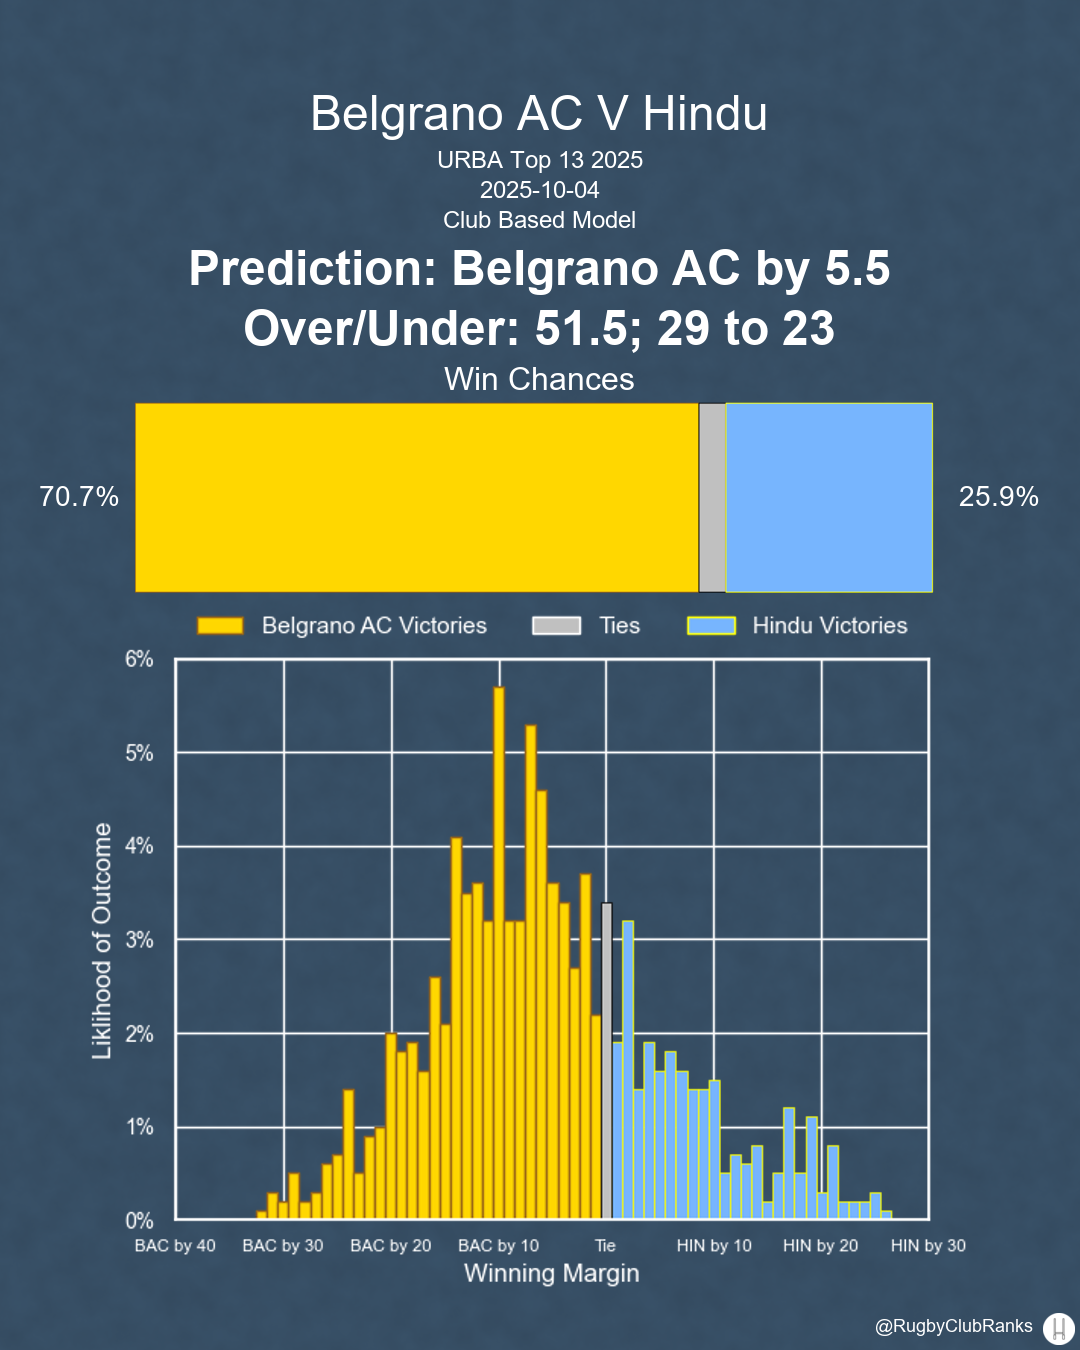 Belgrano AC V Hindu
URBA Top 13 2025
2025-10-04
Club Based Model
Prediction: Belgrano AC by 5.5
Over/Under: 51.5; 29 to 23
Win Chances
70.7%
25.9%
Belgrano AC Victories
Ties
Hindu Victories
6%
5%
4%
3%
2%
1%
0%
Liklihood of Outcome
BAC by 40
BAC by 30
BAC by 20
BAC by 10
Tie
HIN by 10
HIN by 20
HIN by 30
Winning Margin
@RugbyClubRanks